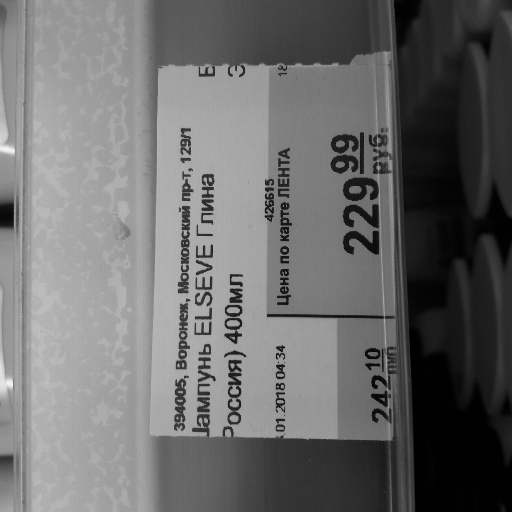 394005, Воронеж, Московский пр-т, 129/1
Шампунь ELSEVE Глина
Россия) 400мл
426615
Цена по карте ЛЕНТА
229 99
руб.
.01.2018 04:34
242 10